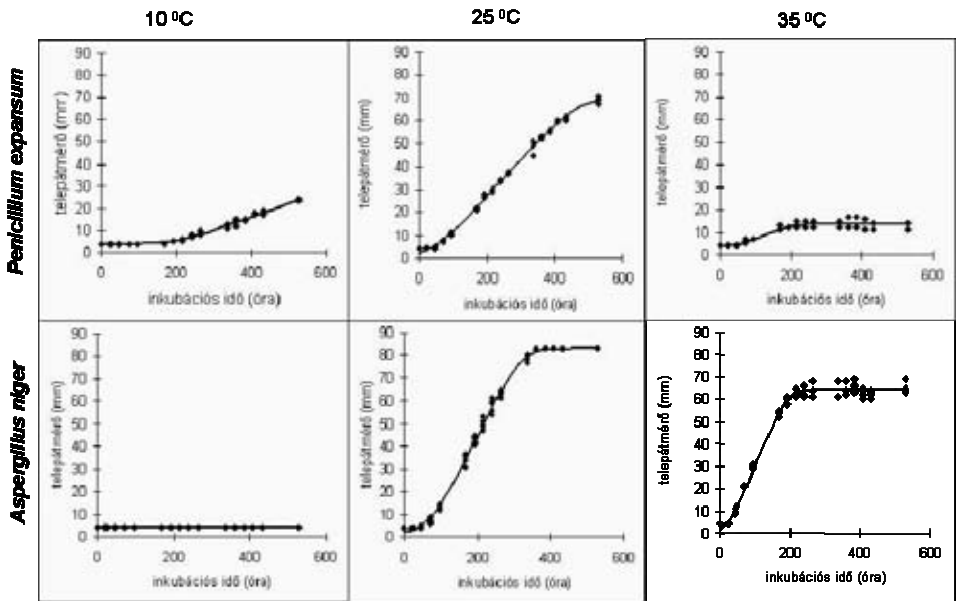 10 ⁰C
25 ⁰C
35 ⁰C
Penicillium expansum
telepátmérő (mm)
90
80
70
60
50
40
30
20
10
0
0 200 400 600
inkubációs idő (óra)
telepátmérő (mm)
90
80
70
60
50
40
30
20
10
0
0 200 400 600
inkubációs idő (óra)
telepátmérő (mm)
90
80
70
60
50
40
30
20
10
0
0 200 400 600
inkubációs idő (óra)
Aspergillus niger
telepátmérő (mm)
90
80
70
60
50
40
30
20
10
0
0 200 400 600
inkubációs idő (óra)
telepátmérő (mm)
90
80
70
60
50
40
30
20
10
0
0 200 400 600
inkubációs idő (óra)
telepátmérő (mm)
90
80
70
60
50
40
30
20
10
0
0 200 400 600
inkubációs idő (óra)